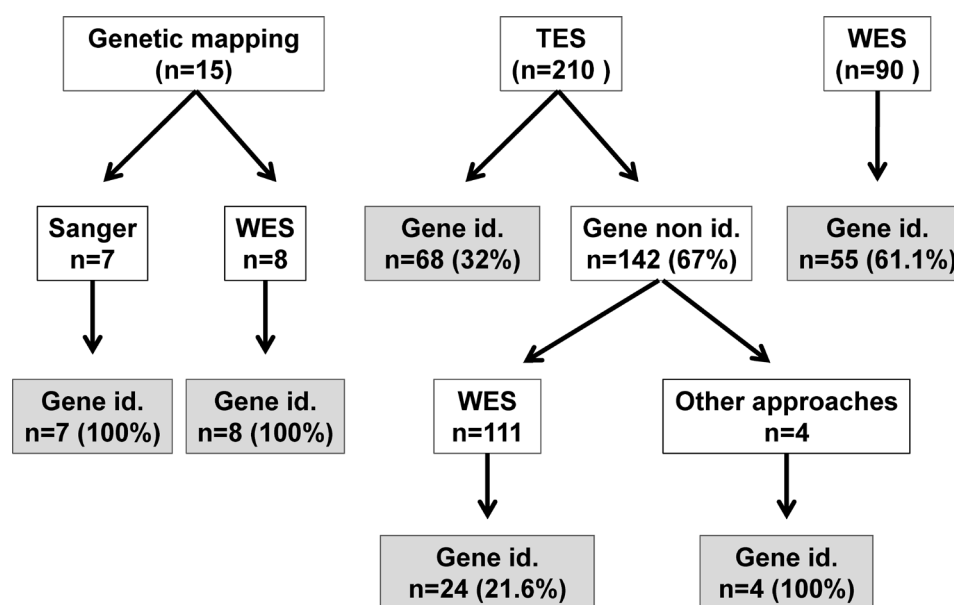 Genetic mapping
(n=15)
TES
(n=210 )
WES
(n=90 )
Sanger
n=7
WES
n=8
Gene id.
n=68 (32%)
Gene non id.
n=142 (67%)
Gene id.
n=55 (61.1%)
Gene id.
n=7 (100%)
Gene id.
n=8 (100%)
WES
n=111
Other approaches
n=4
Gene id.
n=24 (21.6%)
Gene id.
n=4 (100%)